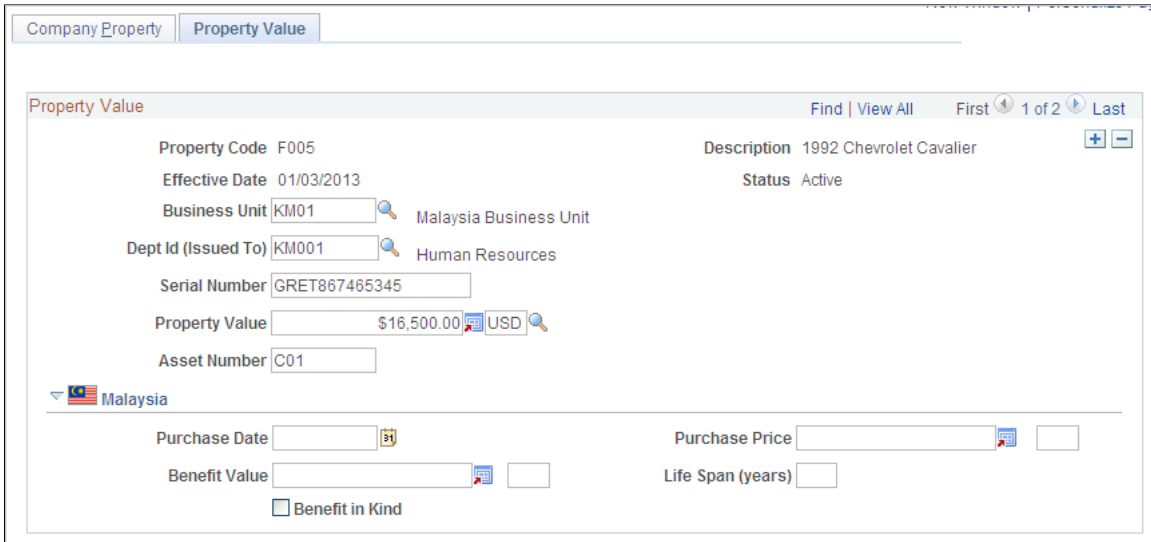 Company Property Property Value
Property Value Find | View All First 1 of 2 Last
Property Code F005 Description 1992 Chevrolet Cavalier
Effective Date 01/03/2013 Status Active
Business Unit KM01 Malaysia Business Unit
Dept Id (Issued To) KM001 Human Resources
Serial Number GRET867465345
Property Value $16,500.00 USD
Asset Number C01
Malaysia
Purchase Date 31 Purchase Price
Benefit Value Life Span (years)
Benefit in Kind